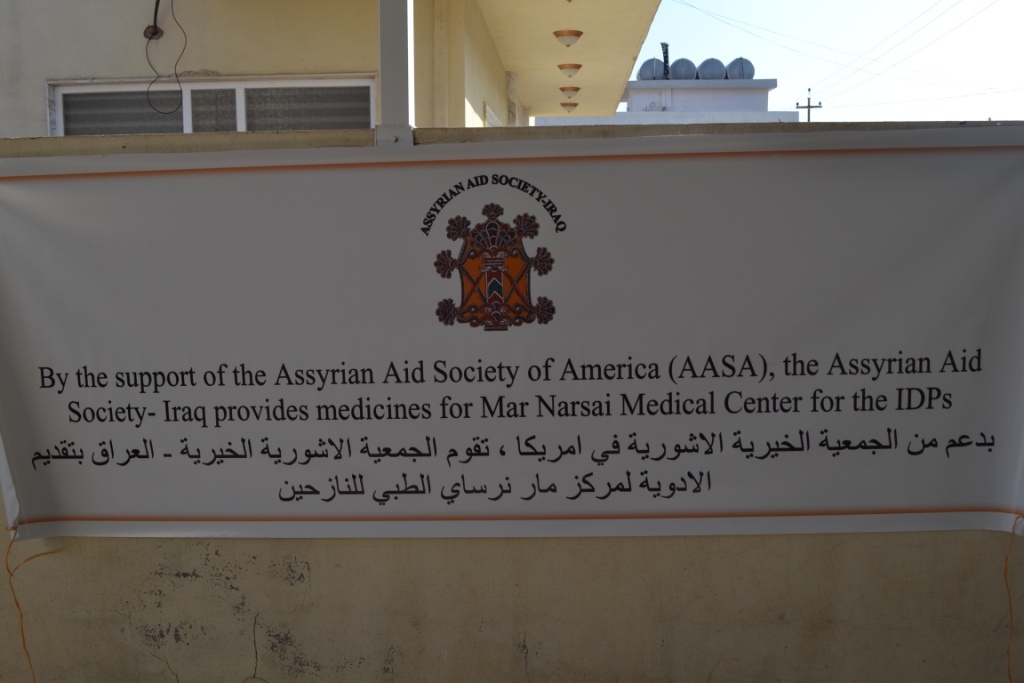 ASSYRIAN AID SOCIETY-IRAQ
By the support of the Assyrian Aid Society of America (AASA), the Assyrian Aid
Society- Iraq provides medicines for Mar Narsai Medical Center for the IDPs
بدعم من الجمعية الخيرية الاشورية في امريكا ، تقوم الجمعية الاشورية الخيرية - العراق بتقديم
الادوية لمركز مار نرساي الطبي للنازحين